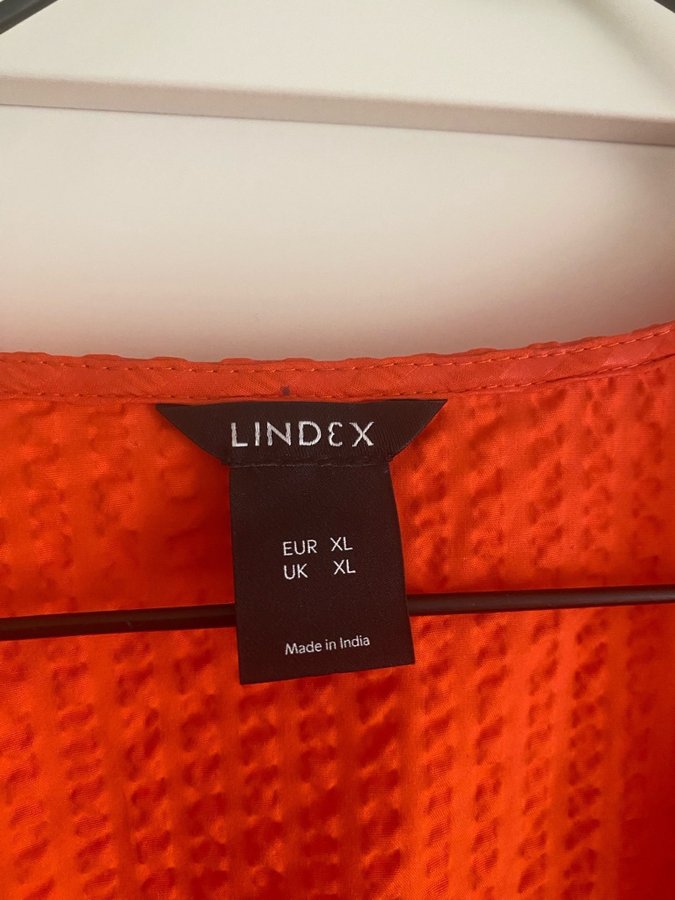 LINDEX
EUR XL
UK XL
Made in India